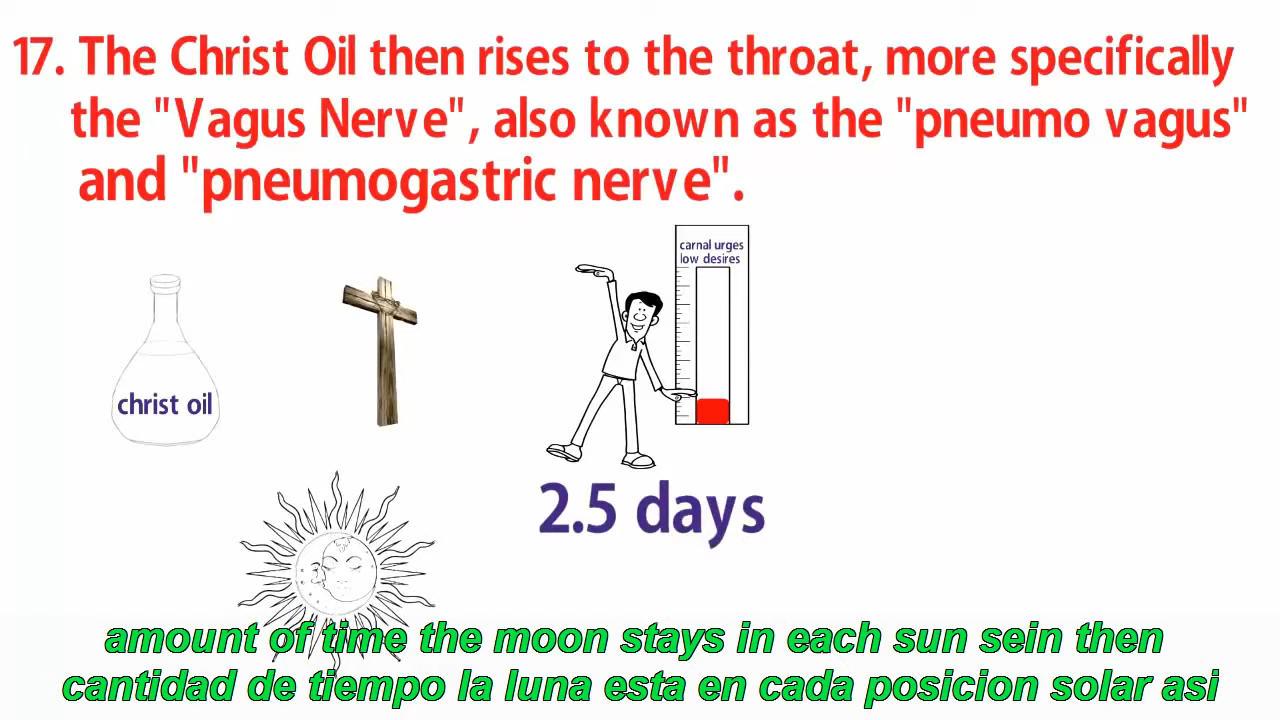 17. The Christ Oil then rises to the throat, more specifically
the "Vagus Nerve", also known as the "pneumo vagus"
and "pneumogastric nerve".
carnal urges
low desires
christ oil
2.5 days
amount of time the moon stays in each sun sein then
cantidad de tiempo la luna esta en cada posicion solar asi